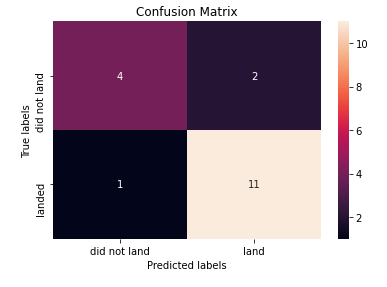 Confusion Matrix
True labels
did not land
landed
4
2
1
11
did not land
land
Predicted labels
10
8
6
4
2